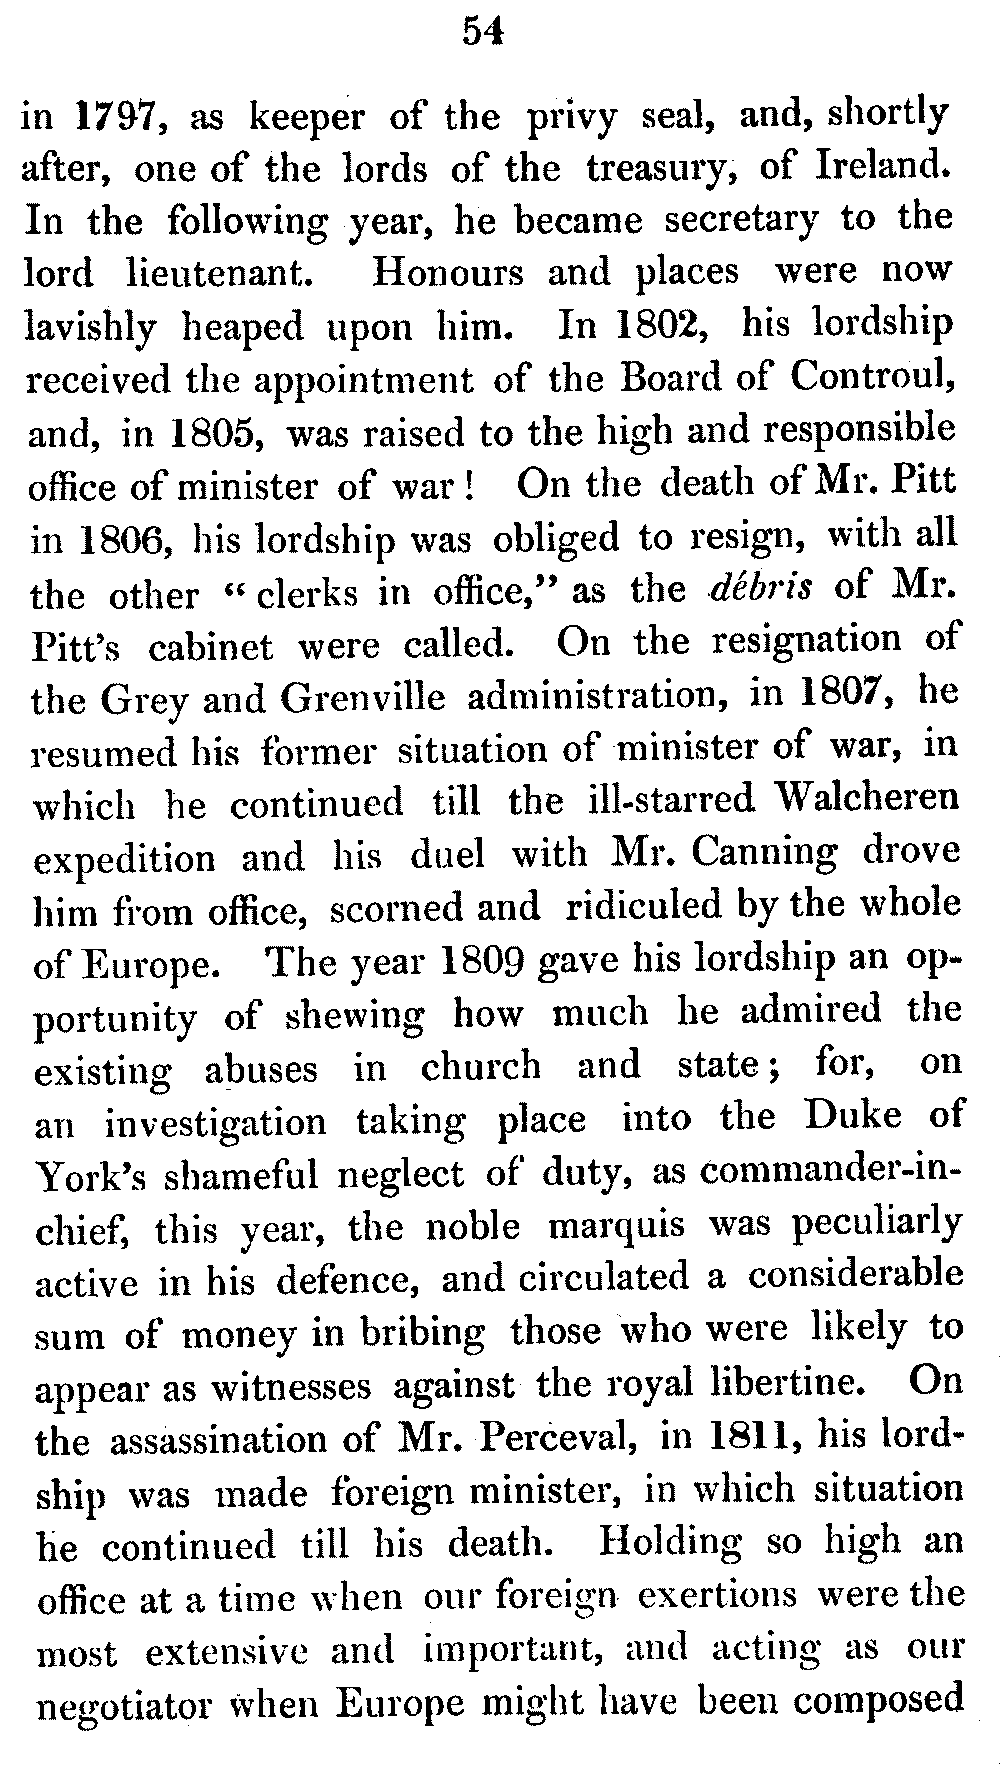 54
in 1797, as keeper of the privy seal, and, shortly
after, one of the lords of the treasury, of Ireland.
In the following year, he became secretary to the
lord lieutenant. Honours and places were now
lavishly heaped upon him. In 1802, his lordship
received the appointment of the Board of Controul,
and, in 1805, was raised to the high and responsible
office of minister of war! On the death of Mr. Pitt
in 1806, his lordship was obliged to resign, with all
the other “clerks in office,” as the débris of Mr.
Pitt’s cabinet were called. On the resignation of
the Grey and Grenville administration, in 1807, he
resumed his former situation of minister of war, in
which he continued till the ill-starred Walcheren
expedition and his duel with Mr. Canning drove
him from office, scorned and ridiculed by the whole
of Europe. The year 1809 gave his lordship an op-
portunity of shewing how much he admired the
existing abuses in church and state; for, on
an investigation taking place into the Duke of
York’s shameful neglect of duty, as commander-in-
chief, this year, the noble marquis was peculiarly
active in his defence, and circulated a considerable
sum of money in bribing those who were likely to
appear as witnesses against the royal libertine. On
the assassination of Mr. Perceval, in 1811, his lord-
ship was made foreign minister, in which situation
he continued till his death. Holding so high an
office at a time when our foreign exertions were the
most extensive and important, and acting as our
negotiator when Europe might have been composed